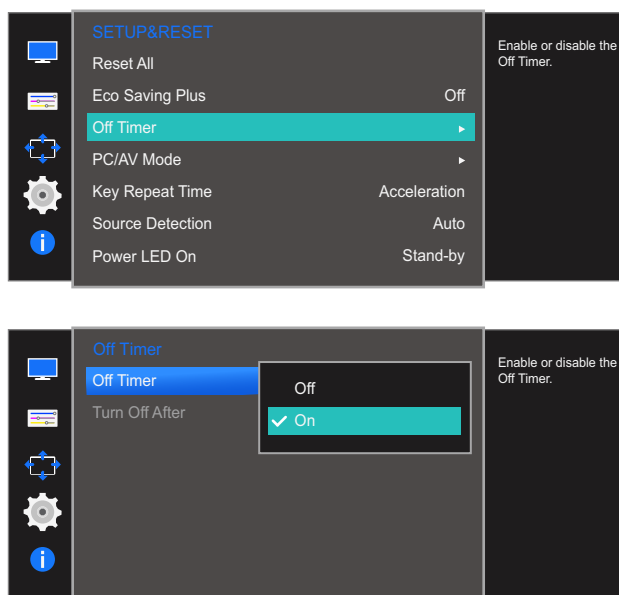 SETUP&RESET
Reset All
Eco Saving Plus Off
Off Timer
PC/AV Mode
Key Repeat Time Acceleration
Source Detection Auto
Power LED On Stand-by
Enable or disable the
Off Timer.
Off Timer
Off Timer
Turn Off After
Off
On
Enable or disable the
Off Timer.